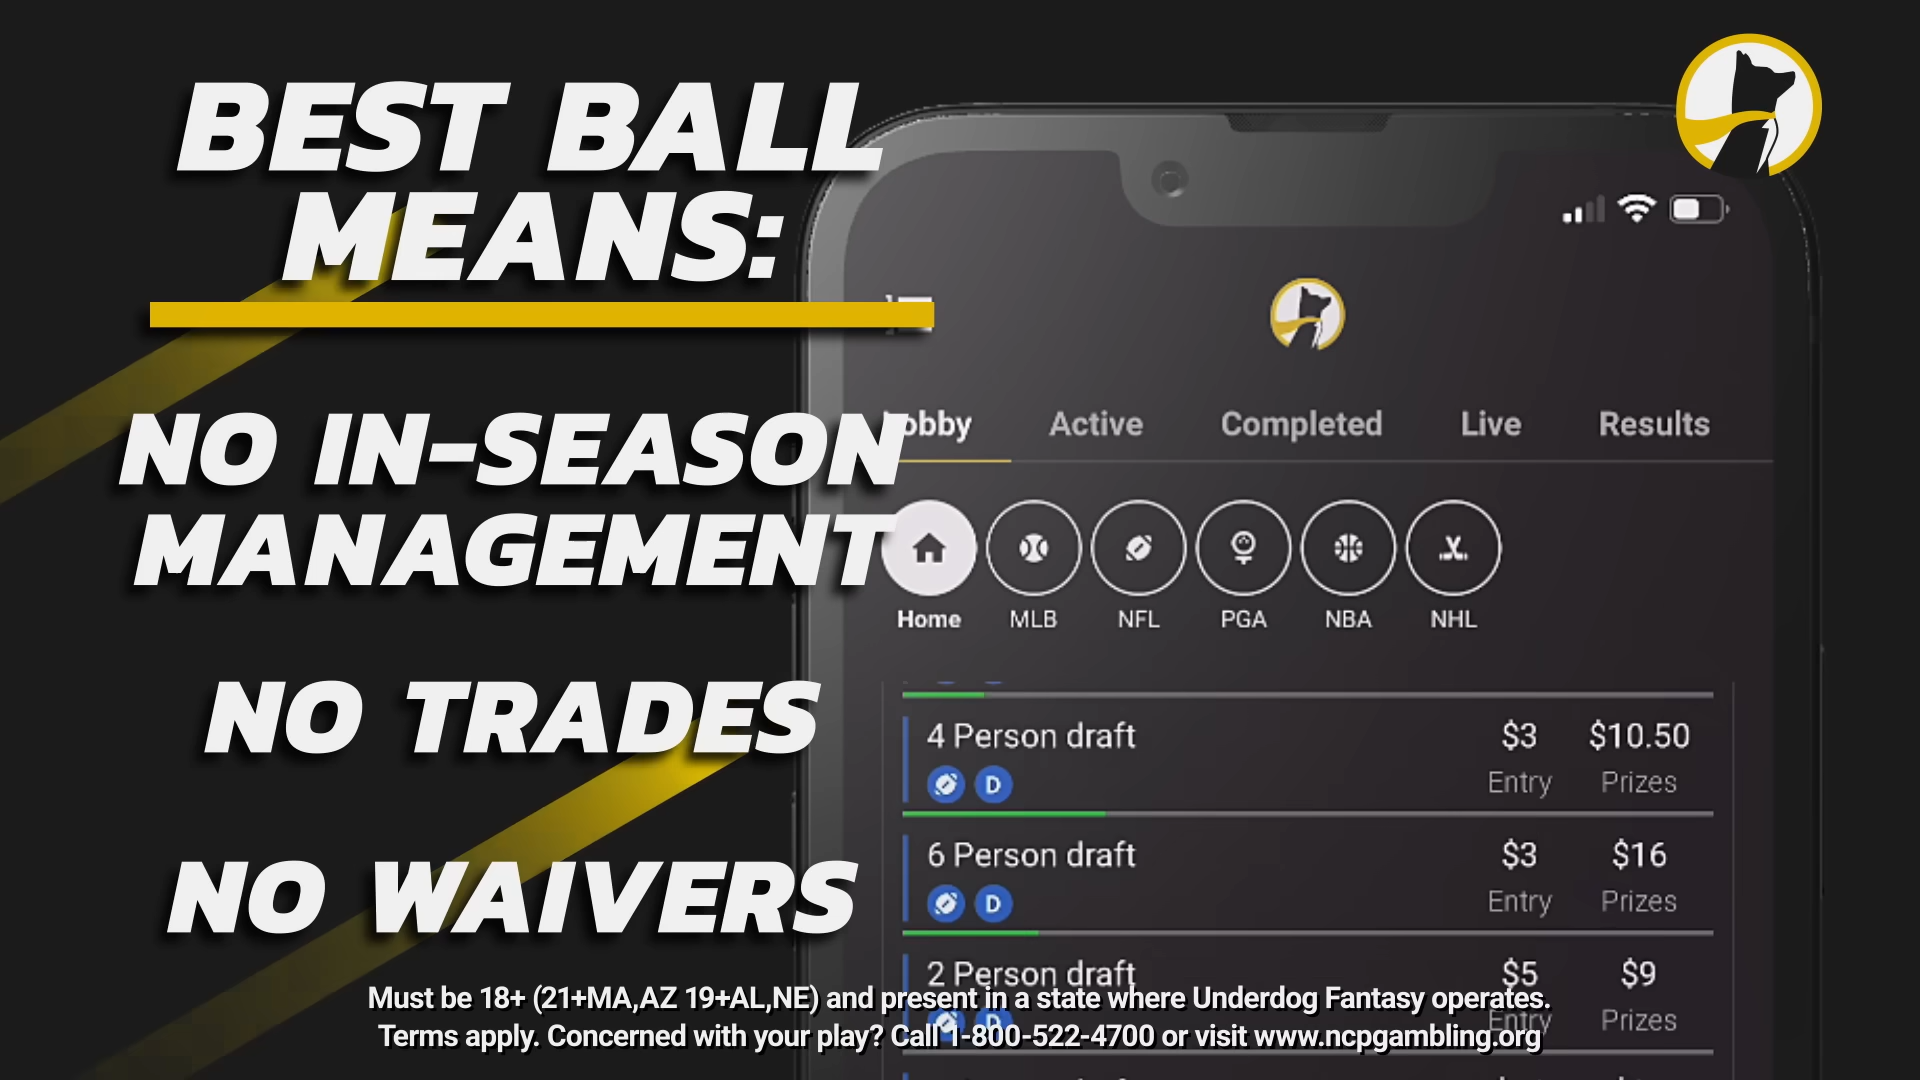 BEST BALL
MEANS:
NO IN-SEASON
MANAGEMENT
NO TRADES
NO WAIVERS
Lobby Active Completed Live Results
Home MLB NFL PGA NBA NHL
4 Person draft $3 $10.50
D Entry Prizes
6 Person draft $3 $16
D Entry Prizes
2 Person draft $5 $9
D Entry Prizes
Must be 18+ (21+MA,AZ 19+AL,NE) and present in a state where Underdog Fantasy operates.
Terms apply. Concerned with your play? Call 1-800-522-4700 or visit www.ncpgambling.org